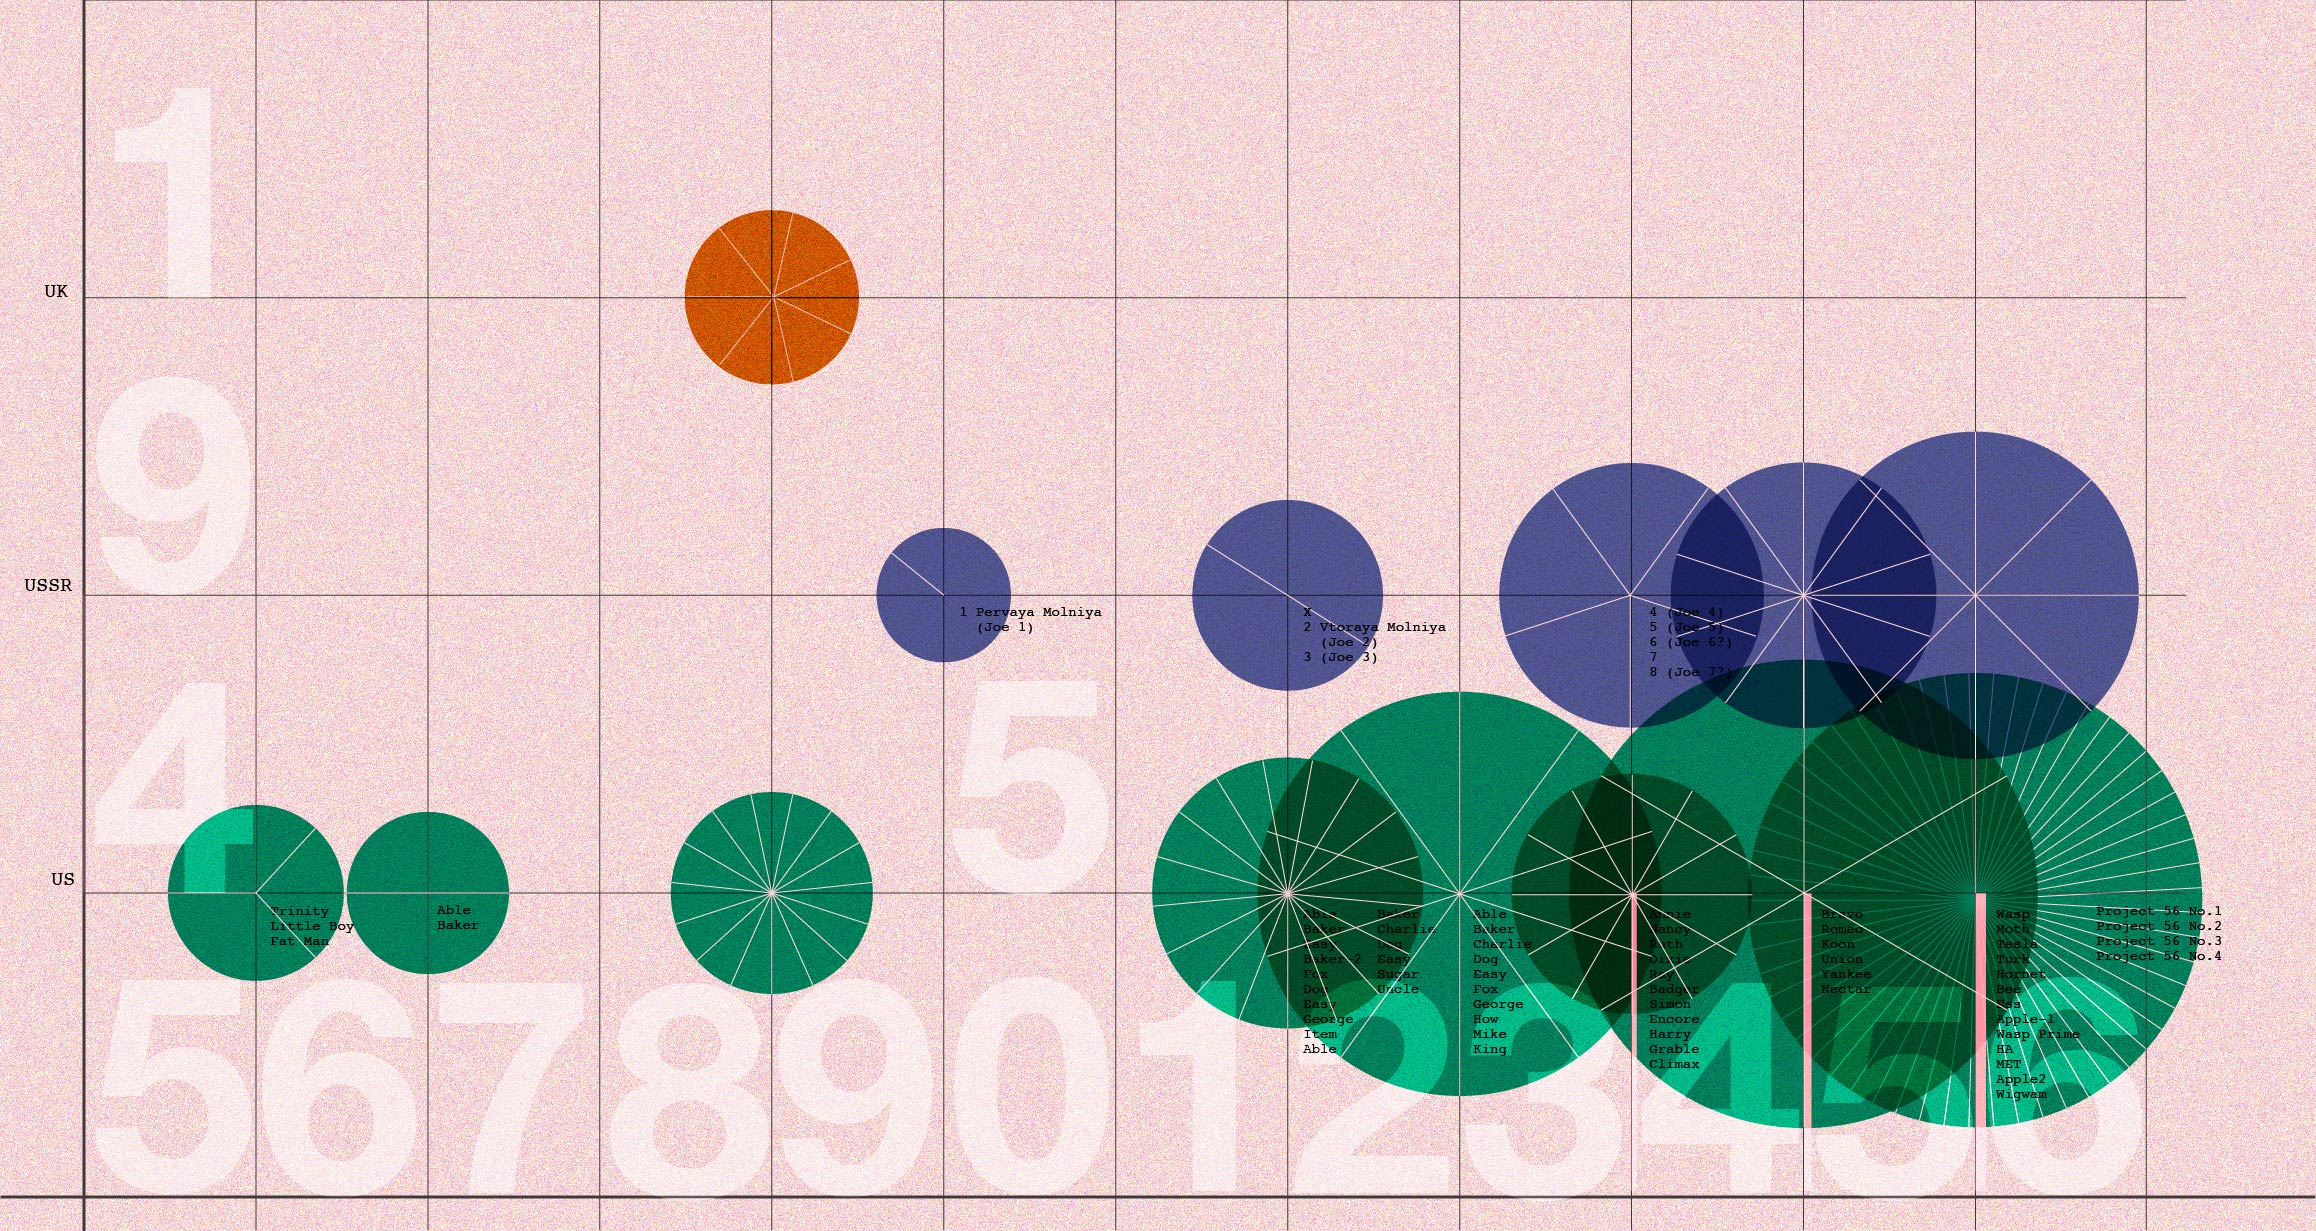 1
UK
9
USSR
1 Pervaya Molniya
(Joe 1)
X
2 Vtoraya Molniya
(Joe 2)
3 (Joe 3)
4 (Joe 4)
5 (Joe 5)
6 (Joe 6?)
7
8 (Joe 7?)
4
5
US
Trinity
Little Boy
Fat Man
Able
Baker
Able
Baker
Easy
Baker-2
Fox
Dog
Easy
George
Item
Able
Baker
Charlie
Dog
Easy
Sugar
Uncle
Able
Baker
Charlie
Dog
Easy
Fox
George
How
Mike
King
Annie
Nancy
Ruth
Dixie
Ray
Badger
Simon
Encore
Harry
Grable
Climax
Bravo
Romeo
Koon
Union
Yankee
Nectar
Wasp
Moth
Tesla
Turk
Hornet
Bee
Ess
Apple-1
Wasp Prime
HA
MET
Apple2
Wigwam
Project 56 No.1
Project 56 No.2
Project 56 No.3
Project 56 No.4
5 6 7 8 9 0 1 2 3 4 5 6